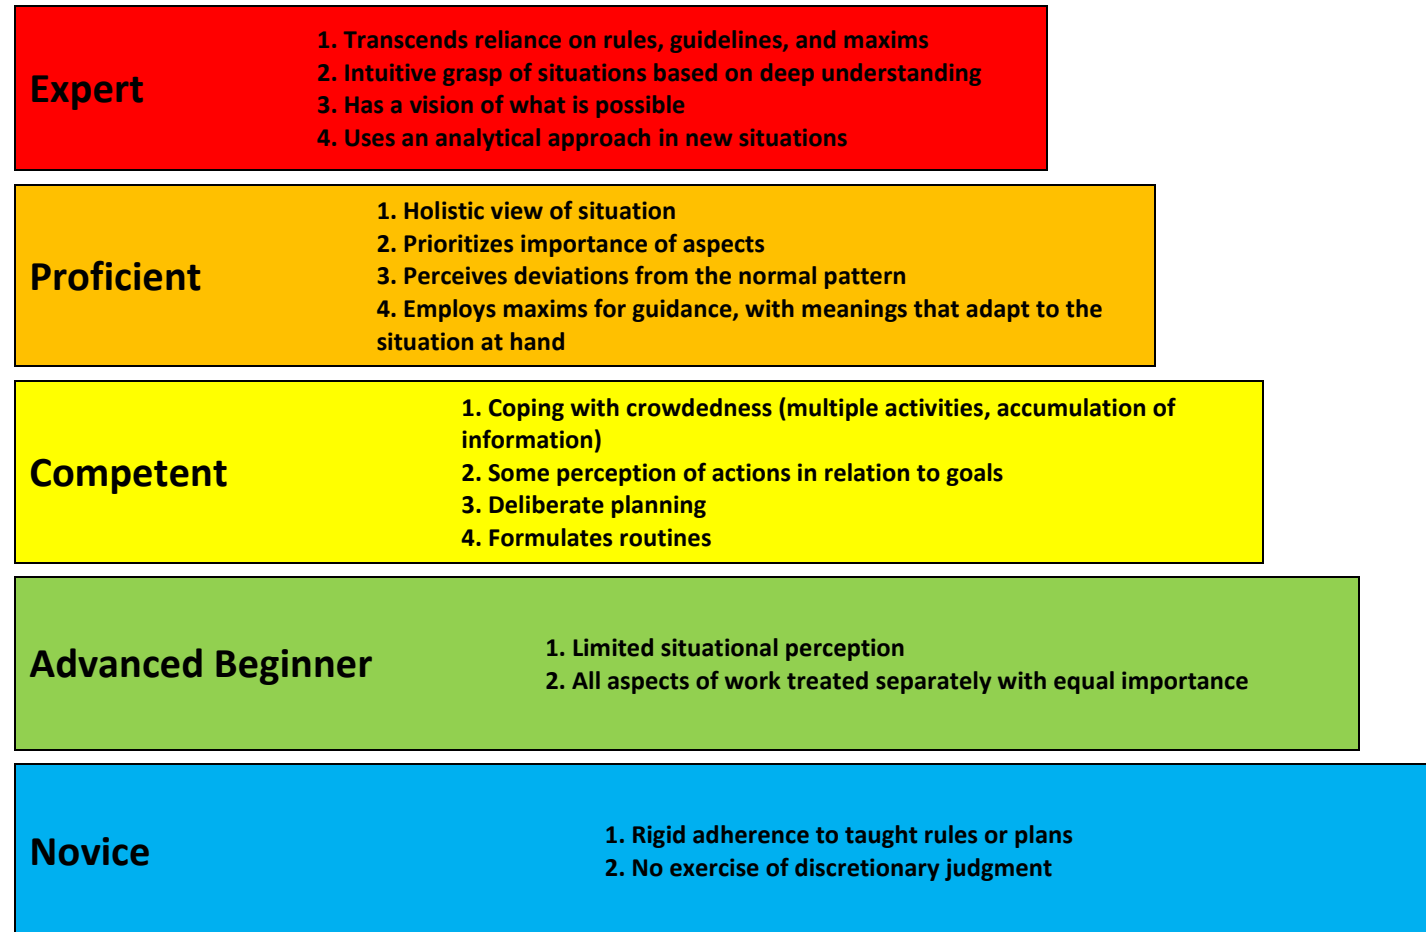 Expert
1. Transcends reliance on rules, guidelines, and maxims
2. Intuitive grasp of situations based on deep understanding
3. Has a vision of what is possible
4. Uses an analytical approach in new situations
Proficient
1. Holistic view of situation
2. Prioritizes importance of aspects
3. Perceives deviations from the normal pattern
4. Employs maxims for guidance, with meanings that adapt to the
situation at hand
Competent
1. Coping with crowdedness (multiple activities, accumulation of
information)
2. Some perception of actions in relation to goals
3. Deliberate planning
4. Formulates routines
Advanced Beginner
1. Limited situational perception
2. All aspects of work treated separately with equal importance
Novice
1. Rigid adherence to taught rules or plans
2. No exercise of discretionary judgment